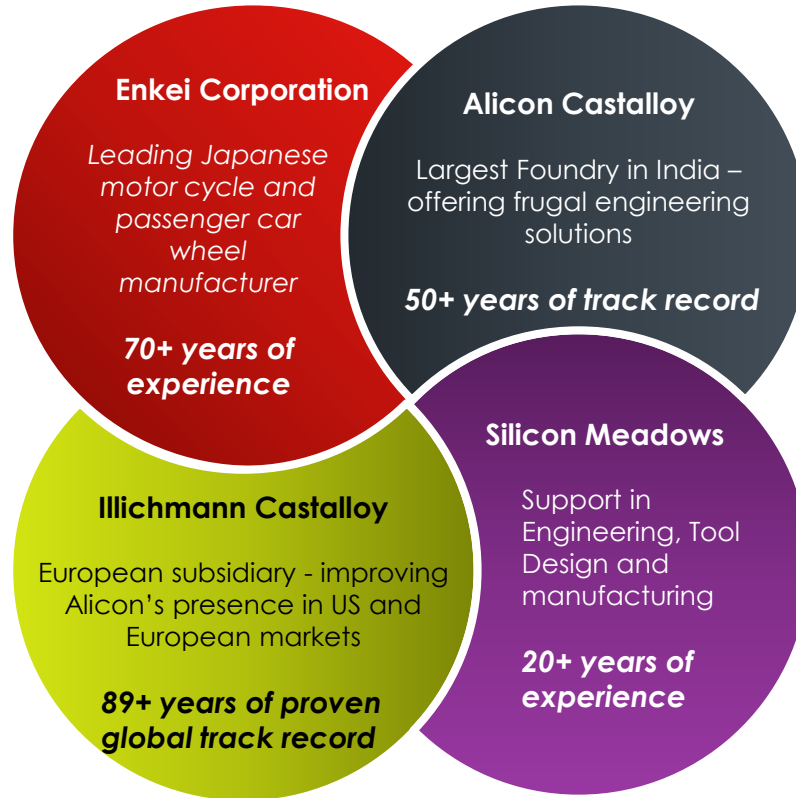 Enkei Corporation
Leading Japanese
motor cycle and
passenger car
wheel
manufacturer
70+ years of
experience
Alicon Castalloy
Largest Foundry in India –
offering frugal engineering
solutions
50+ years of track record
Illichmann Castalloy
European subsidiary - improving
Alicon’s presence in US and
European markets
89+ years of proven
global track record
Silicon Meadows
Support in
Engineering, Tool
Design and
manufacturing
20+ years of
experience